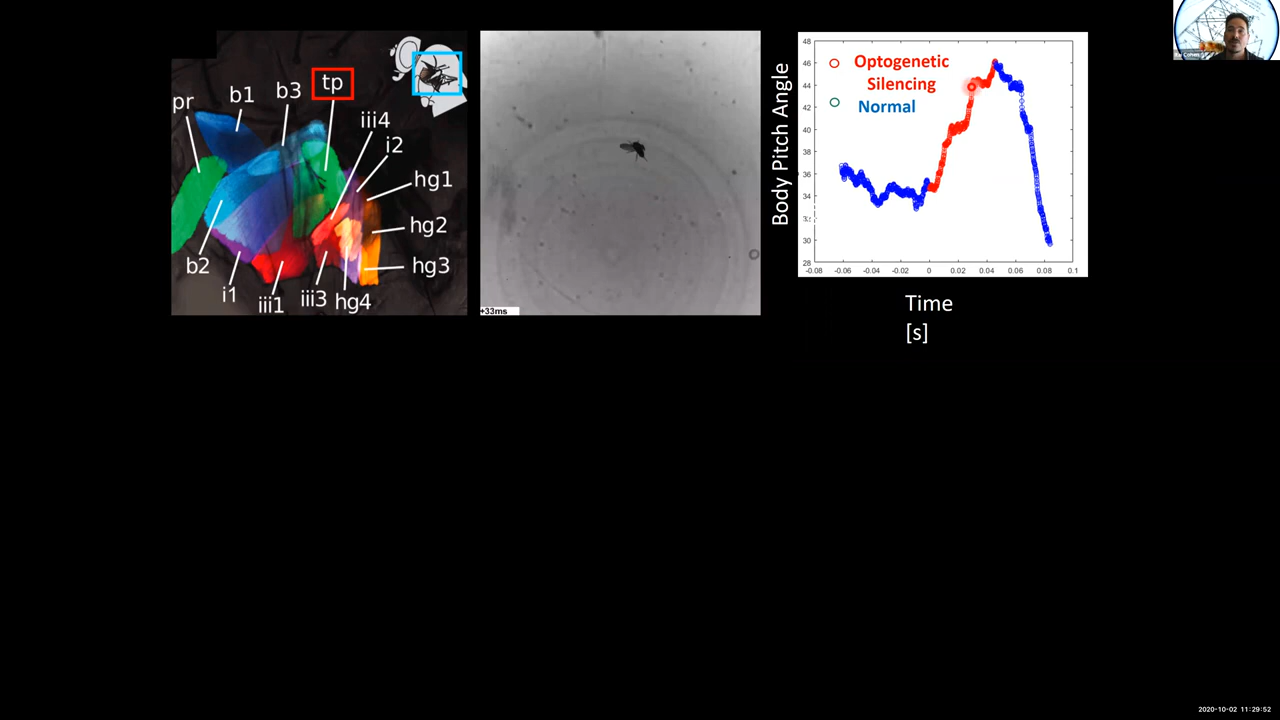 pr
b1
b3
tp
iii4
i2
hg1
hg2
hg3
b2
i1
iii1
iii3
hg4
+33ms
Body Pitch Angle
48
46
44
42
40
38
36
34
30
28
Optogenetic
Silencing
Normal
-0.08 -0.06 -0.04 -0.02 0 0.02 0.04 0.06 0.08 0.1
Time
[s]
2020-10-02 11:29:52